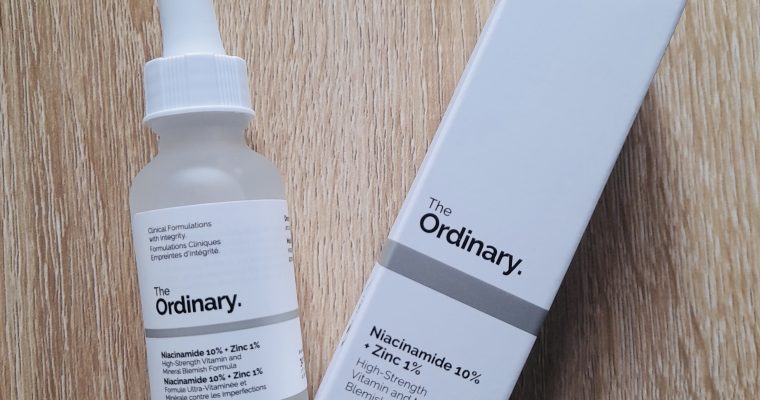 Clinical Formulations
with Integrity.
Formulations Cliniques
Empreintes d'Intégrité.
The
Ordinary.
Niacinamide 10% + Zinc 1%
High-Strength Vitamin and
Mineral Blemish Formula
Niacinamide 10% + Zinc 1%
Formule Ultra-Vitaminée et
Minérale contre les Imperfections
The
Ordinary.
Niacinamide 10%
+ Zinc 1%
High-Strength
Vitamin and
Blemish